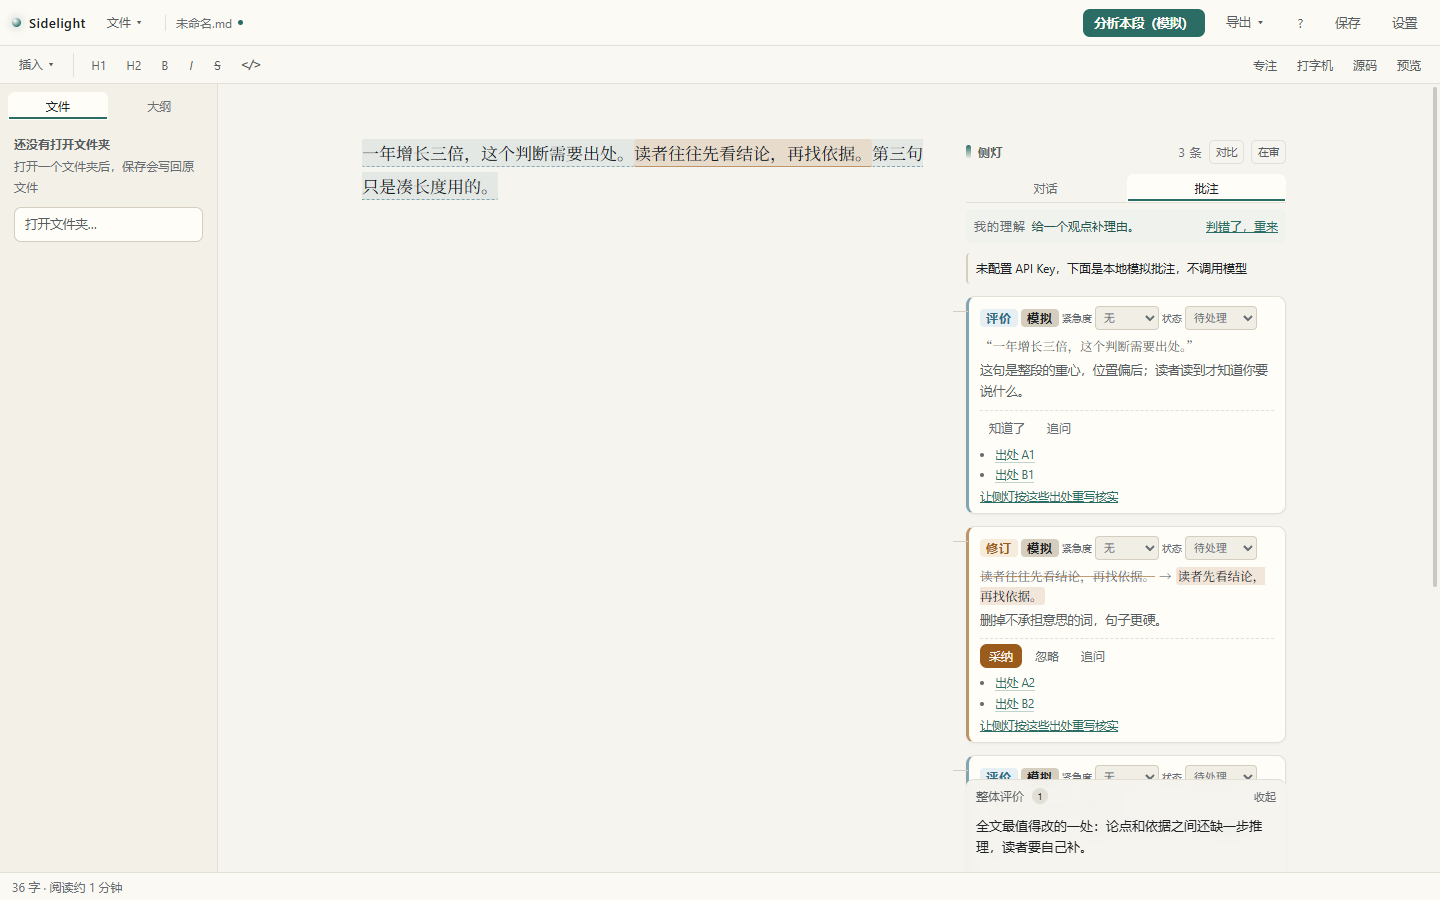 Sidelight 文件 未命名.md 分析本段（模拟） 导出 ? 保存 设置
插入 H1 H2 B I S </> 专注 打字机 源码 预览
文件 大纲
还没有打开文件夹
打开一个文件夹后，保存会写回原
文件
打开文件夹...
一年增长三倍，这个判断需要出处。读者往往先看结论，再找依据。第三句
只是凑长度用的。
侧灯 3 条 对比 在审
对话 批注
我的理解 给一个观点补理由。 判错了，重来
未配置 API Key，下面是本地模拟批注，不调用模型
评价 模拟 紧急度 无 状态 待处理
“一年增长三倍，这个判断需要出处。”
这句是整段的重心，位置偏后；读者读到才知道你要
说什么。
知道了 追问
出处 A1
出处 B1
让侧灯按这些出处重写核实
修订 模拟 紧急度 无 状态 待处理
读者往往先看结论，再找依据。 → 读者先看结论，
再找依据。
删掉不承担意思的词，句子更硬。
采纳 忽略 追问
出处 A2
出处 B2
让侧灯按这些出处重写核实
评价 模拟 紧急度 无 状态 待处理
整体评价 1 收起
全文最值得改的一处：论点和依据之间还缺一步推
理，读者要自己补。
36 字 · 阅读约 1 分钟